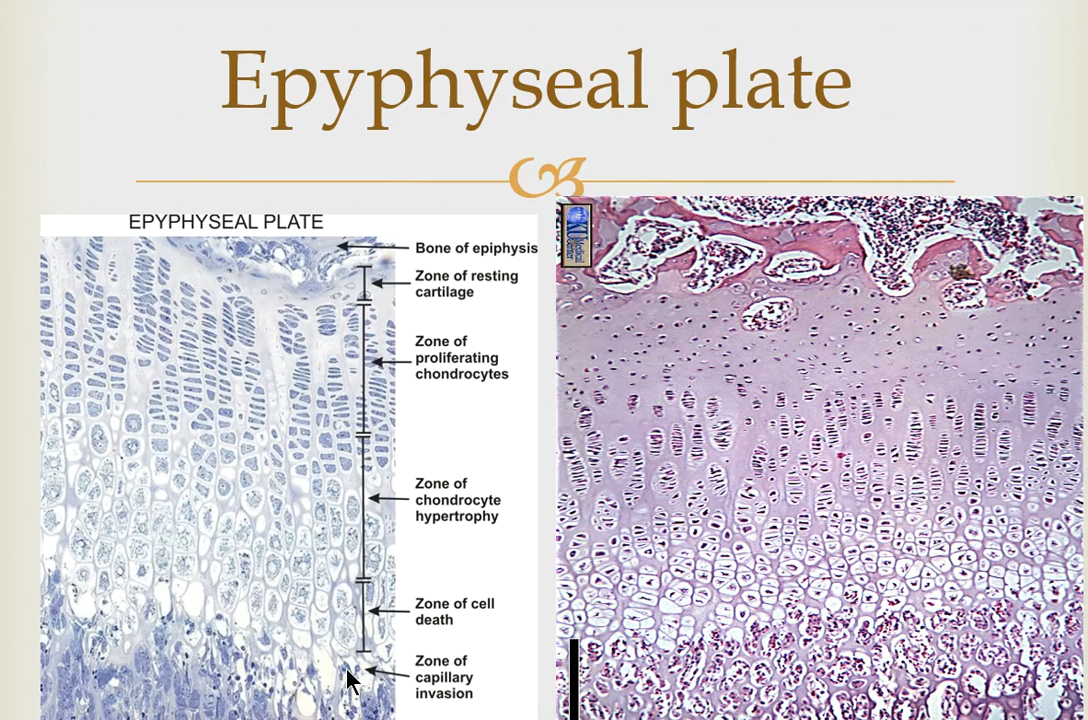 Epyphyseal plate
EPYPHYSEAL PLATE
Bone of epiphysis
Zone of resting
cartilage
Zone of
proliferating
chondrocytes
Zone of
chondrocyte
hypertrophy
Zone of cell
death
Zone of
capillary
invasion